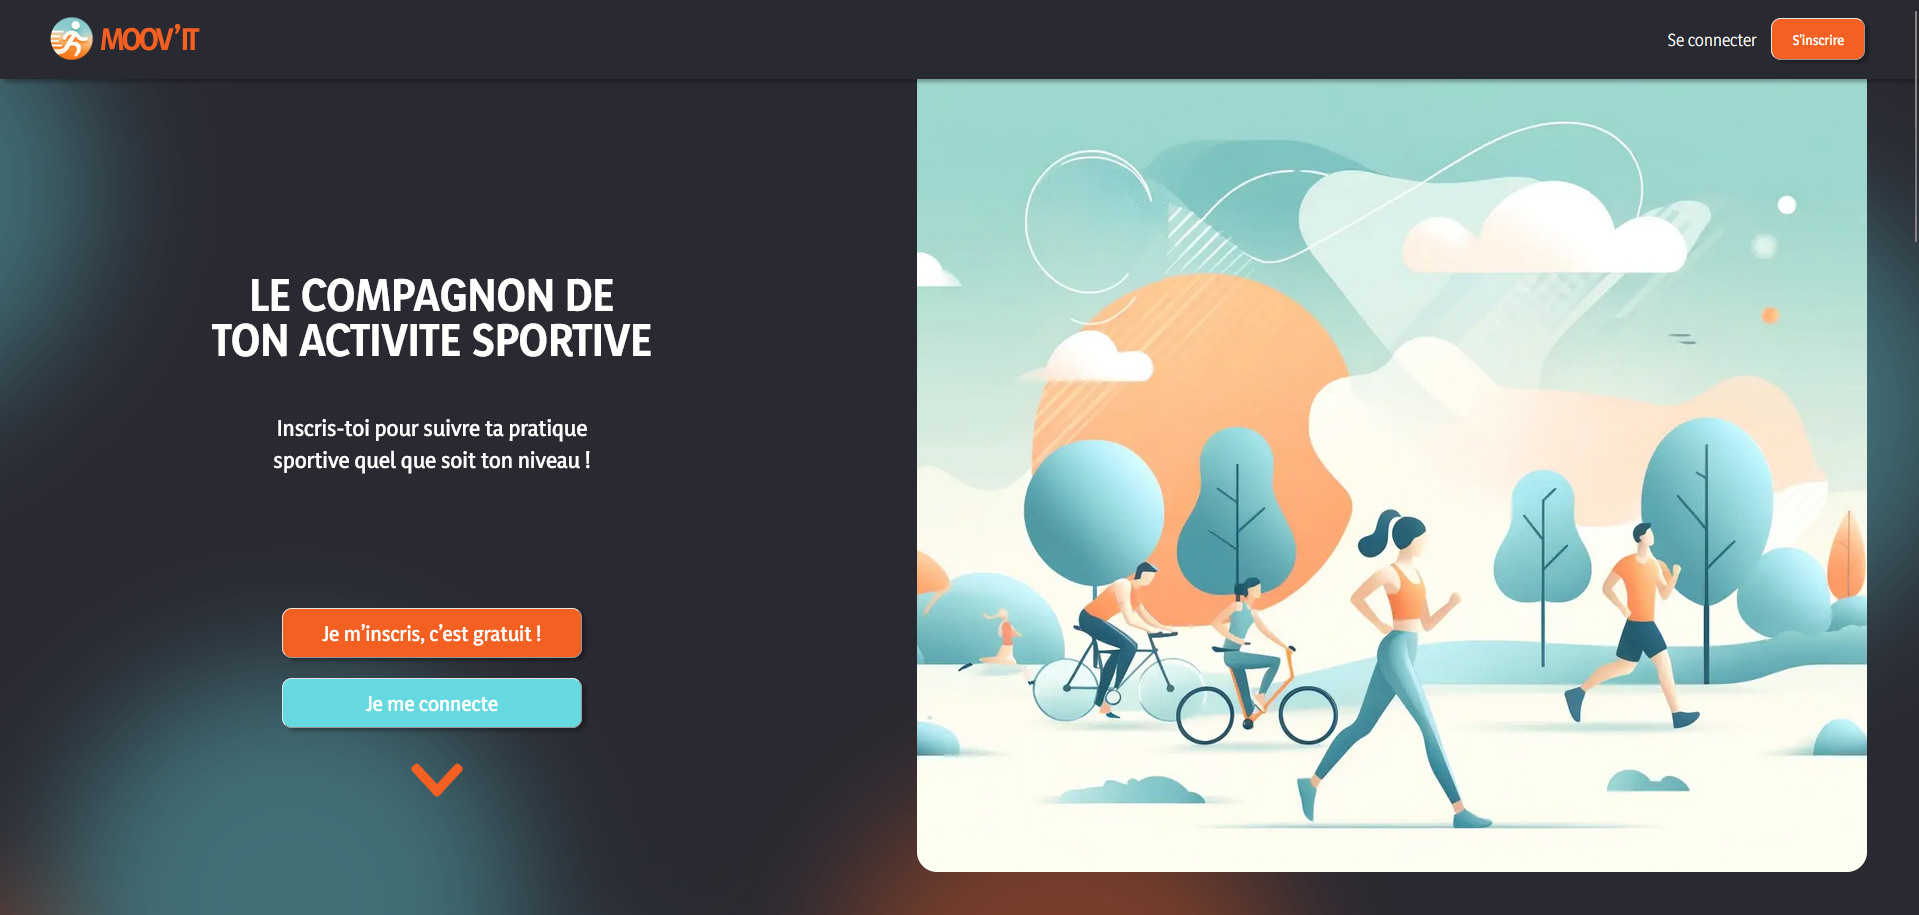 MOOV'IT
Se connecter
S'inscrire
LE COMPAGNON DE
TON ACTIVITE SPORTIVE
Inscris-toi pour suivre ta pratique
sportive quel que soit ton niveau !
Je m’inscris, c’est gratuit !
Je me connecte